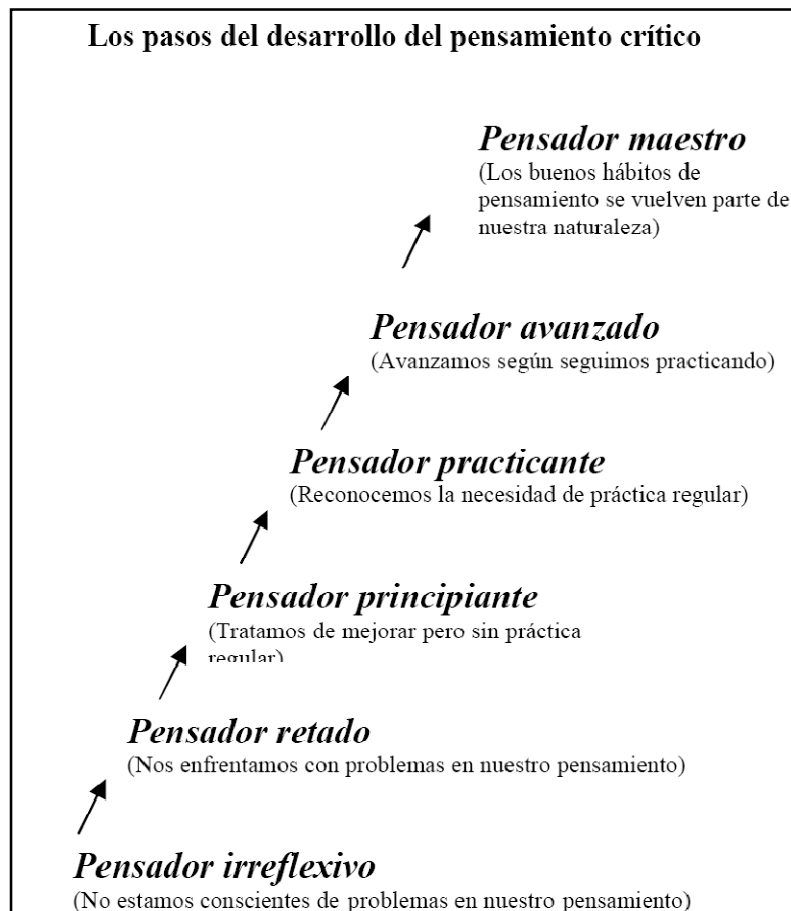 Los pasos del desarrollo del pensamiento crítico
Pensador maestro
(Los buenos hábitos de
pensamiento se vuelven parte de
nuestra naturaleza)
Pensador avanzado
(Avanzamos según seguimos practicando)
Pensador practicante
(Reconocemos la necesidad de práctica regular)
Pensador principiante
(Tratamos de mejorar pero sin práctica
regular)
Pensador retado
(Nos enfrentamos con problemas en nuestro pensamiento)
Pensador irreflexivo
(No estamos conscientes de problemas en nuestro pensamiento)